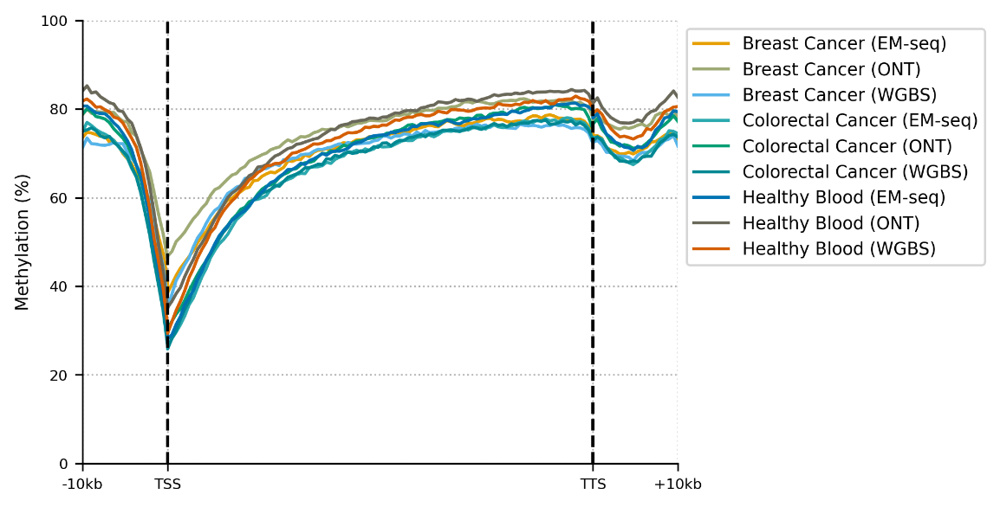 Methylation (%)
100
80
60
40
20
0
-10kb
TSS
TTS
+10kb
Breast Cancer (EM-seq)
Breast Cancer (ONT)
Breast Cancer (WGBS)
Colorectal Cancer (EM-seq)
Colorectal Cancer (ONT)
Colorectal Cancer (WGBS)
Healthy Blood (EM-seq)
Healthy Blood (ONT)
Healthy Blood (WGBS)